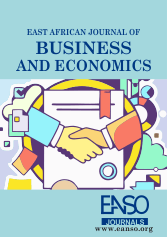 EAST AFRICAN JOURNAL OF
BUSINESS
AND ECONOMICS
EASO
JOURNALS
www.eanso.org